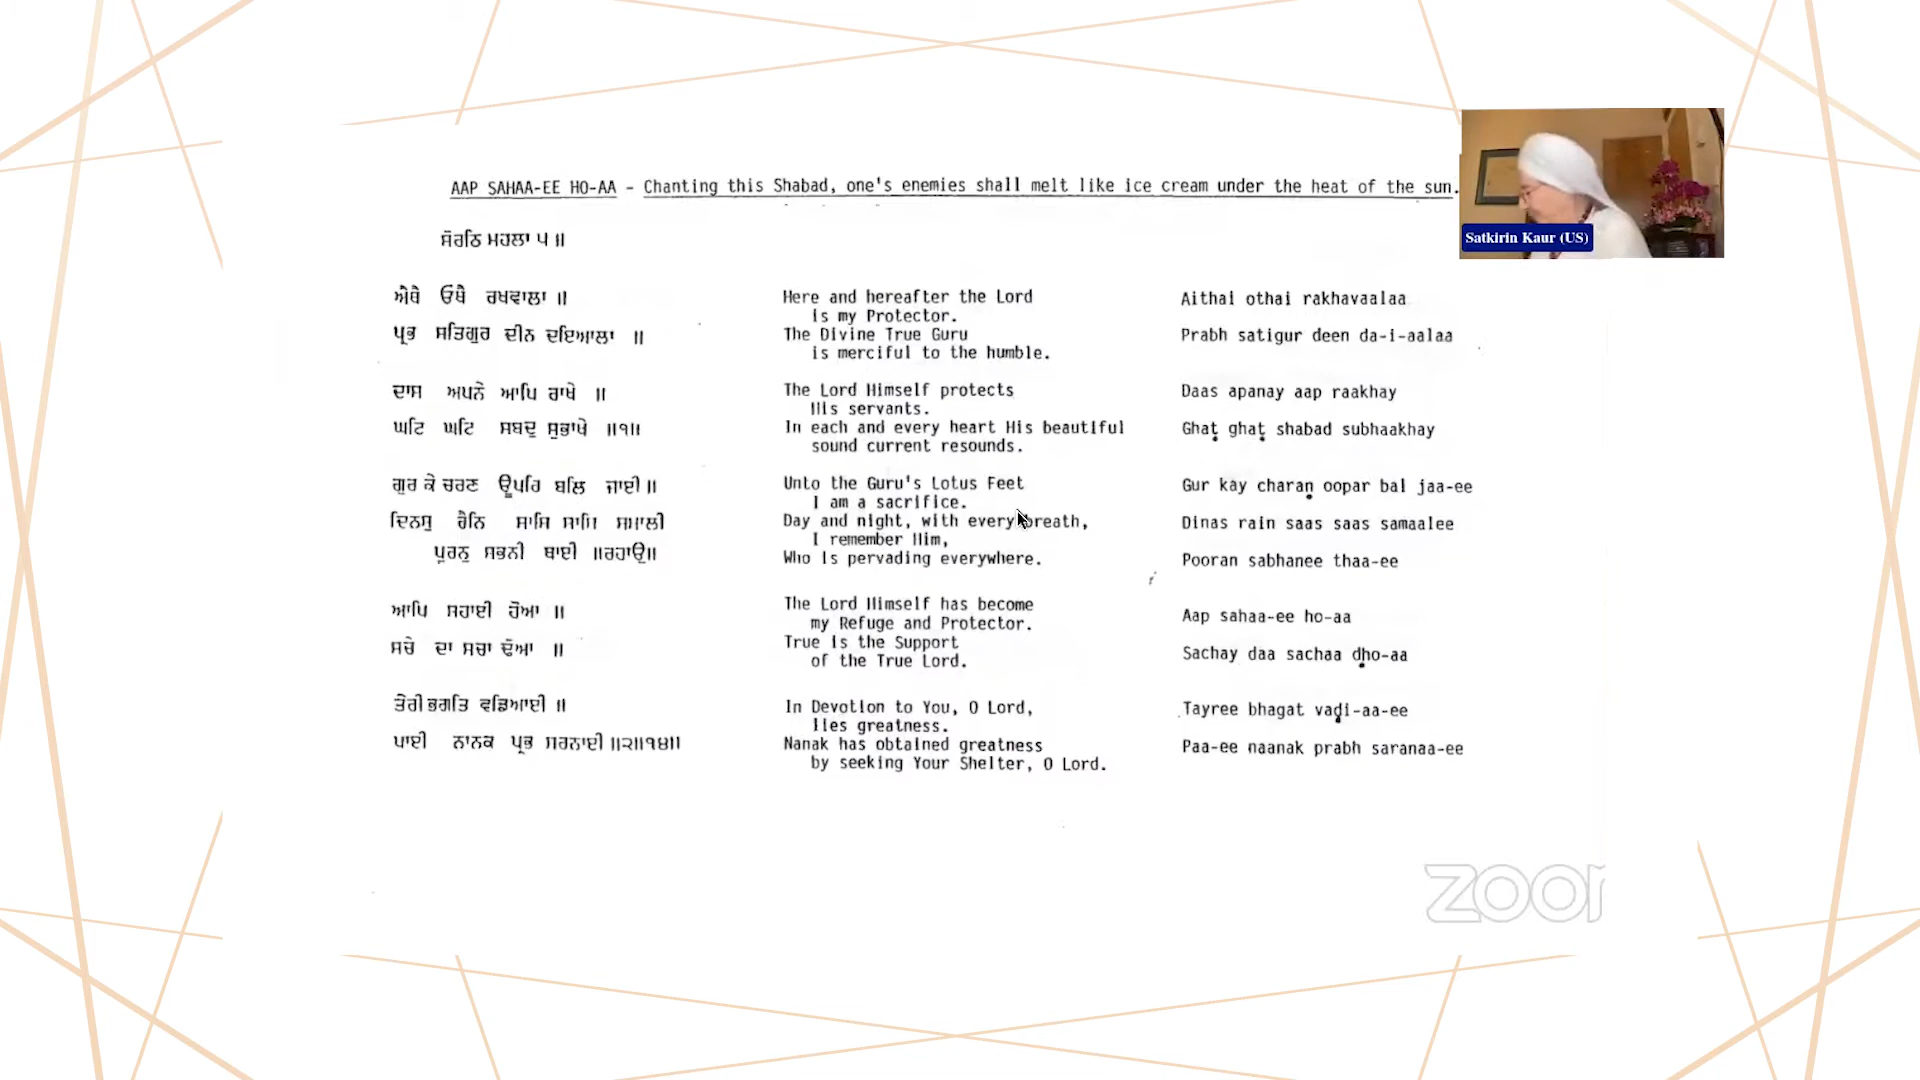 AAP SAHAA-EE HO-AA - Chanting this Shabad, one's enemies shall melt like ice cream under the heat of the sun.
Satkirin Kaur (US)
ਸੋਰਠਿ ਮਹਲਾ ੫ ॥
ਐਥੈ ਓਥੈ ਰਖਵਾਲਾ ॥
ਪ੍ਰਭ ਸਤਿਗੁਰ ਦੀਨ ਦਇਆਲਾ ॥
ਦਾਸ ਅਪਨੇ ਆਪਿ ਰਾਖੇ ॥
ਘਟਿ ਘਟਿ ਸਬਦੁ ਸੁਭਾਖੇ ॥੧॥
ਗੁਰ ਕੇ ਚਰਣ ਊਪਰਿ ਬਲਿ ਜਾਈ ॥
ਦਿਨਸੁ ਰੈਨਿ ਸਾਸਿ ਸਾਸਿ ਸਮਾਲੀ
ਪੂਰਨੁ ਸਭਨੀ ਥਾਈ ॥ਰਹਾਉ॥
ਆਪਿ ਸਹਾਈ ਹੋਆ ॥
ਸਚੇ ਦਾ ਸਚਾ ਢੋਆ ॥
ਤੇਰੀ ਭਗਤਿ ਵਡਿਆਈ ॥
ਪਾਈ ਨਾਨਕ ਪ੍ਰਭ ਸਰਨਾਈ ॥੨॥੧੪॥
Here and hereafter the Lord
is my Protector.
The Divine True Guru
is merciful to the humble.
The Lord Himself protects
His servants.
In each and every heart His beautiful
sound current resounds.
Unto the Guru's Lotus Feet
I am a sacrifice.
Day and night, with every breath,
I remember Him,
Who is pervading everywhere.
The Lord Himself has become
my Refuge and Protector.
True is the Support
of the True Lord.
In Devotion to You, O Lord,
lies greatness.
Nanak has obtained greatness
by seeking Your Shelter, O Lord.
Aithai othai rakhavaalaa
Prabh satigur deen da-i-aalaa
Daas apanay aap raakhay
Ghaṭ ghaṭ shabad subhaakhay
Gur kay charaṇ oopar bal jaa-ee
Dinas rain saas saas samaalee
Pooran sabhanee thaa-ee
Aap sahaa-ee ho-aa
Sachay daa sachaa ḍho-aa
Tayree bhagat vaḍi-aa-ee
Paa-ee naanak prabh saranaa-ee
zoom